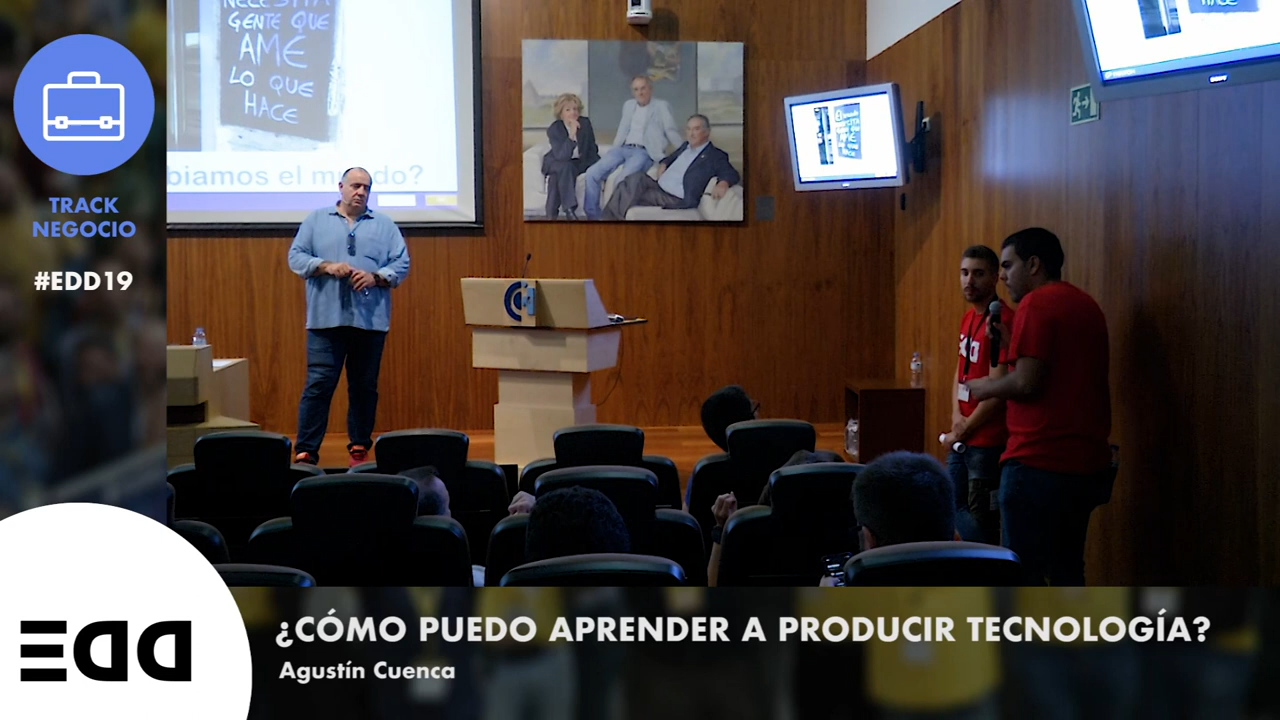 NECESITA
GENTE QUE
AME
LO QUE
HACE
biamos el mundo?
TRACK
NEGOCIO
#EDD19
EDD
¿CÓMO PUEDO APRENDER A PRODUCIR TECNOLOGÍA?
Agustín Cuenca